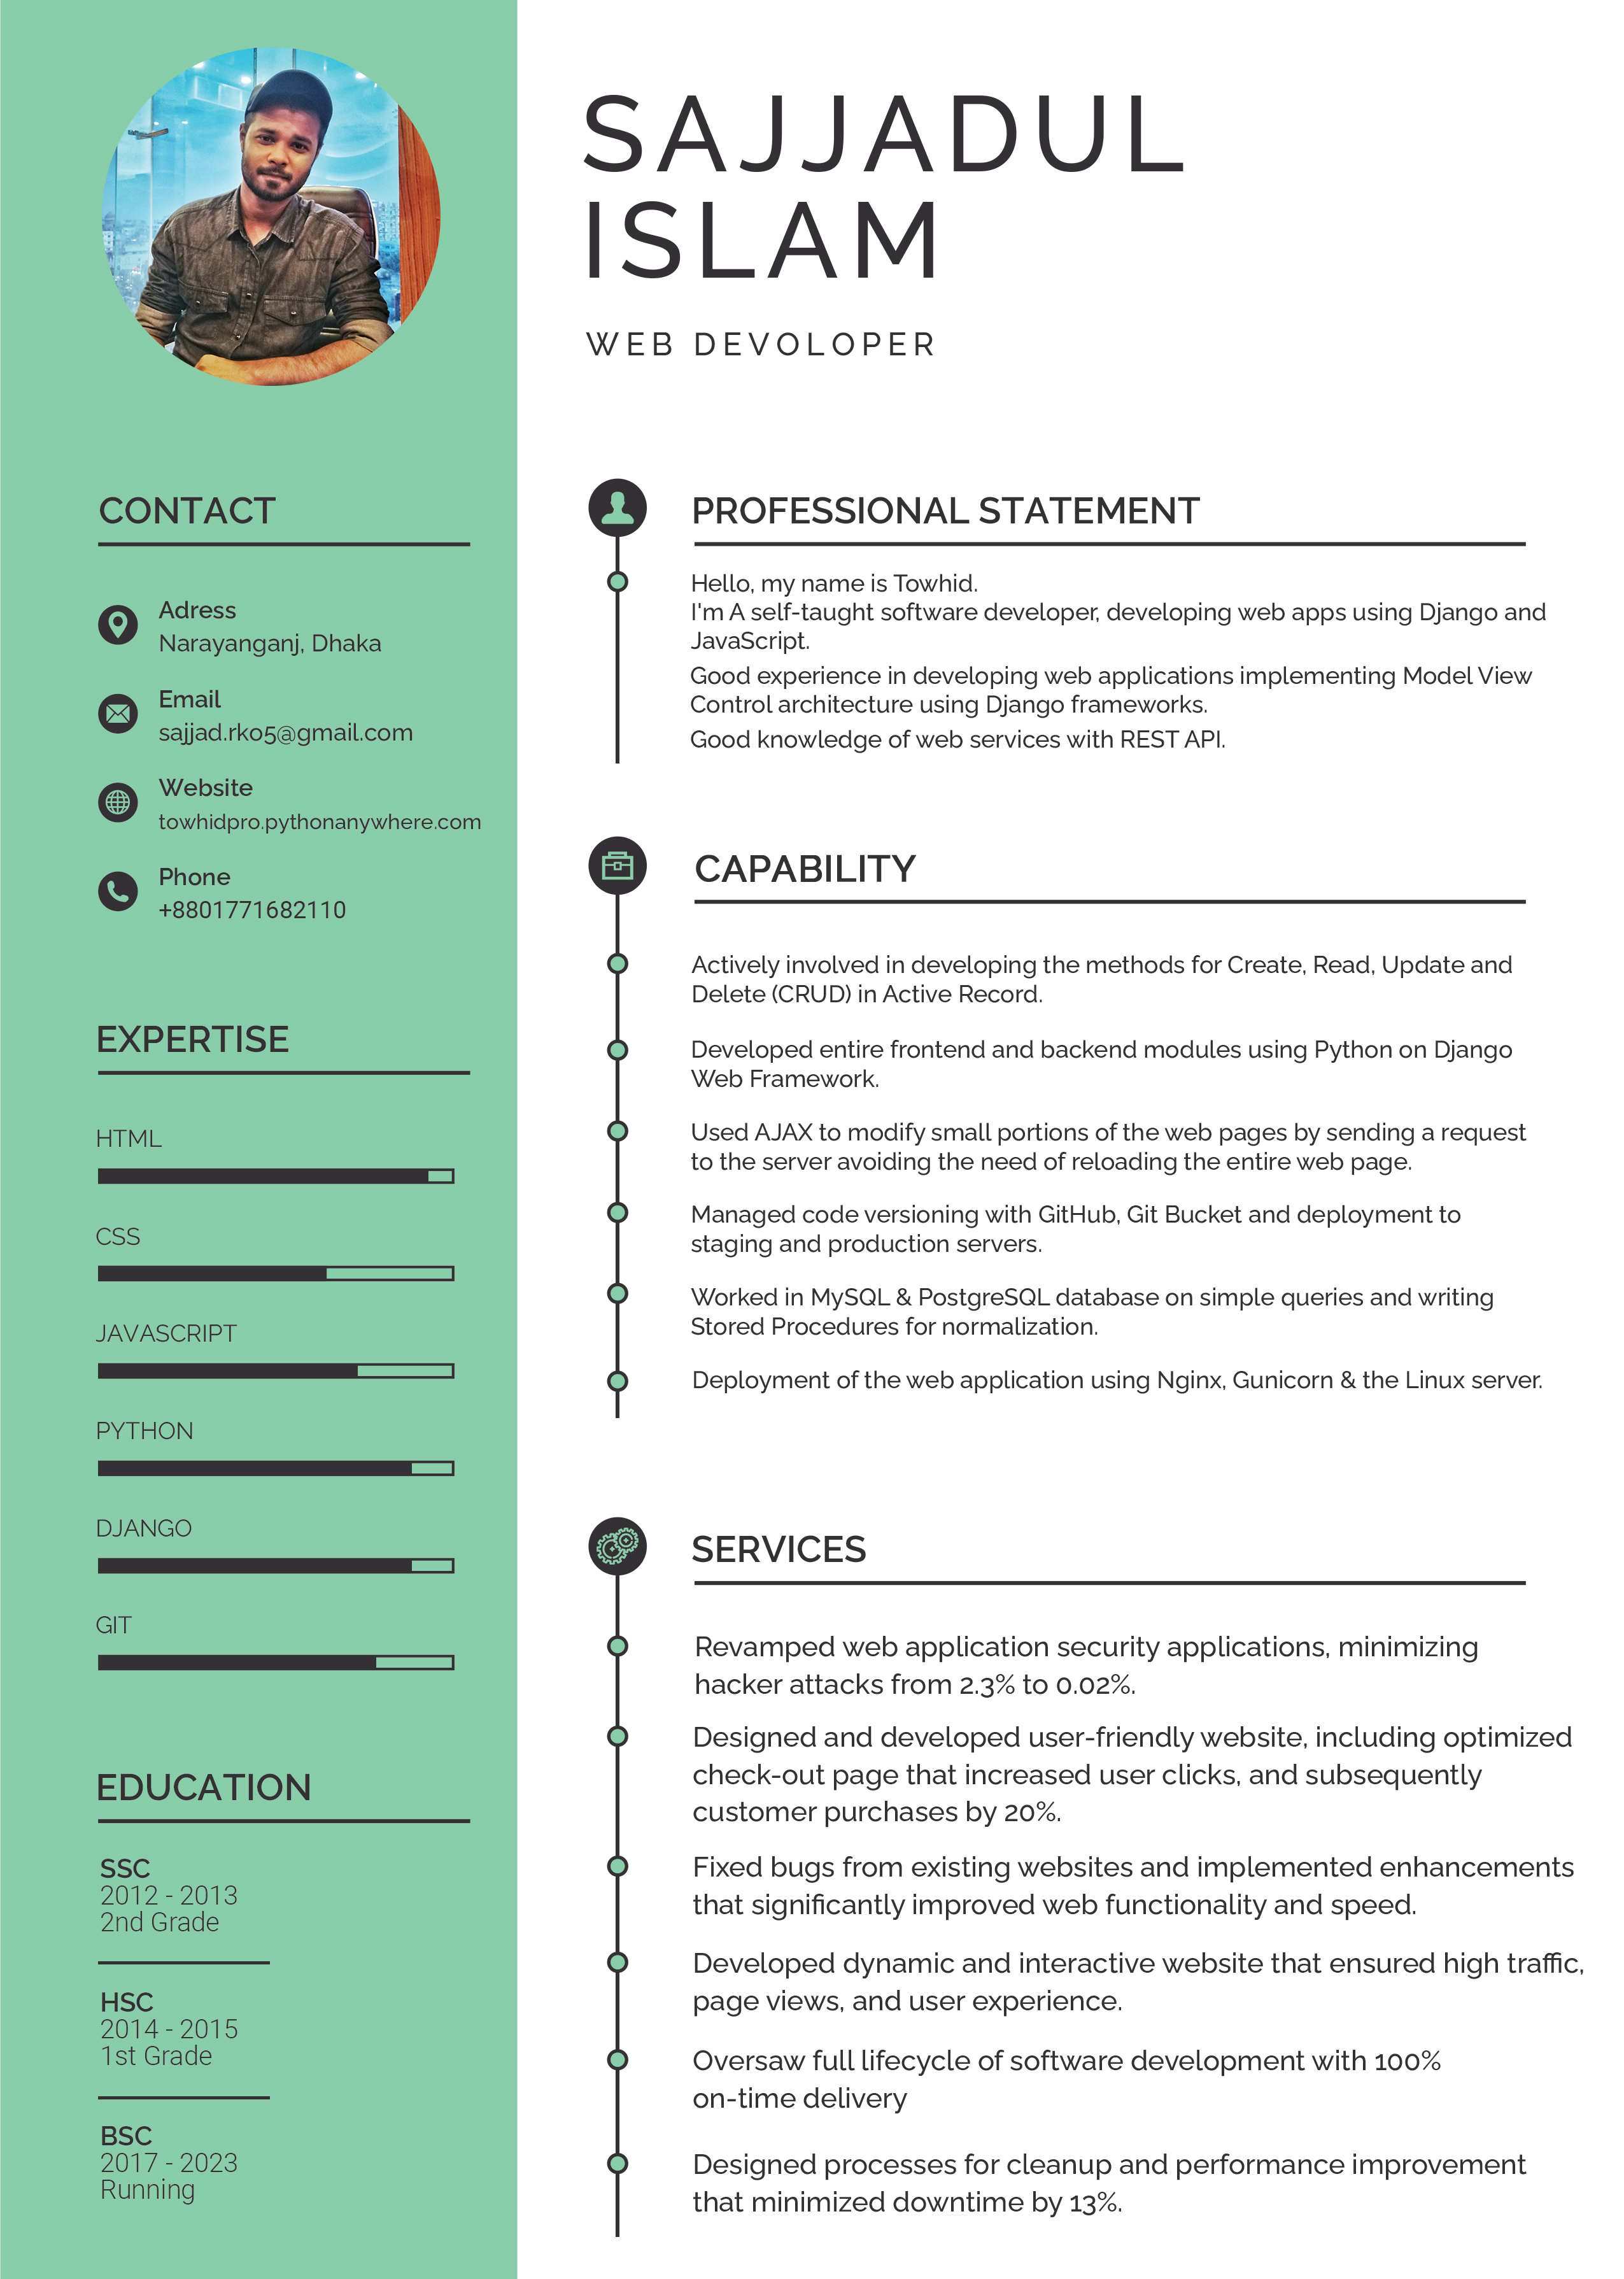 SAJJADUL
ISLAM
WEB DEVOLOPER
CONTACT
Adress
Narayanganj, Dhaka
Email
sajjad.rko5@gmail.com
Website
towhidpro.pythonanywhere.com
Phone
+8801771682110
EXPERTISE
HTML
CSS
JAVASCRIPT
PYTHON
DJANGO
GIT
EDUCATION
SSC
2012 - 2013
2nd Grade
HSC
2014 - 2015
1st Grade
BSC
2017 - 2023
Running
PROFESSIONAL STATEMENT
Hello, my name is Towhid.
I'm A self-taught software developer, developing web apps using Django and
JavaScript.
Good experience in developing web applications implementing Model View
Control architecture using Django frameworks.
Good knowledge of web services with REST API.
CAPABILITY
Actively involved in developing the methods for Create, Read, Update and
Delete (CRUD) in Active Record.
Developed entire frontend and backend modules using Python on Django
Web Framework.
Used AJAX to modify small portions of the web pages by sending a request
to the server avoiding the need of reloading the entire web page.
Managed code versioning with GitHub, Git Bucket and deployment to
staging and production servers.
Worked in MySQL & PostgreSQL database on simple queries and writing
Stored Procedures for normalization.
Deployment of the web application using Nginx, Gunicorn & the Linux server.
SERVICES
Revamped web application security applications, minimizing
hacker attacks from 2.3% to 0.02%.
Designed and developed user-friendly website, including optimized
check-out page that increased user clicks, and subsequently
customer purchases by 20%.
Fixed bugs from existing websites and implemented enhancements
that significantly improved web functionality and speed.
Developed dynamic and interactive website that ensured high traffic,
page views, and user experience.
Oversaw full lifecycle of software development with 100%
on-time delivery
Designed processes for cleanup and performance improvement
that minimized downtime by 13%.